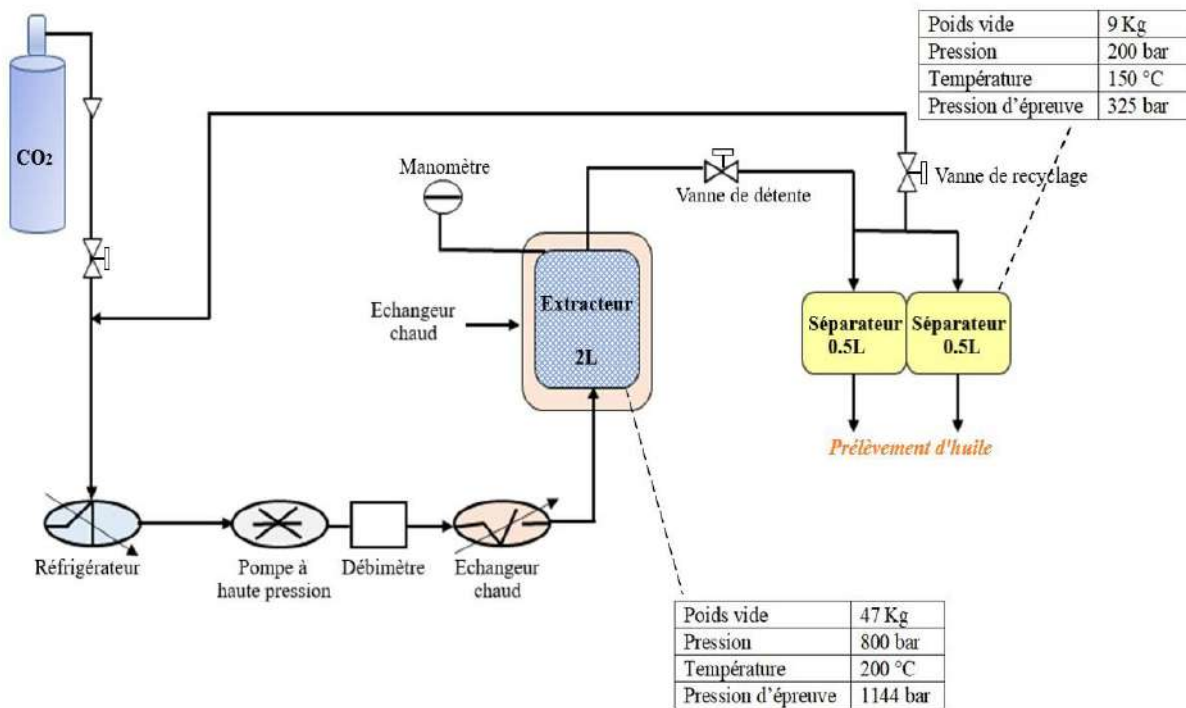 Poids vide 9 Kg
Pression 200 bar
Température 150 °C
Pression d'épreuve 325 bar
CO2
Manomètre
Vanne de détente
Vanne de recyclage
Echangeur
chaud
Extracteur
2L
Séparateur
0.5L
Séparateur
0.5L
Prélèvement d'huile
Réfrigérateur
Pompe à
haute pression
Débimètre
Echangeur
chaud
Poids vide 47 Kg
Pression 800 bar
Température 200 °C
Pression d'épreuve 1144 bar